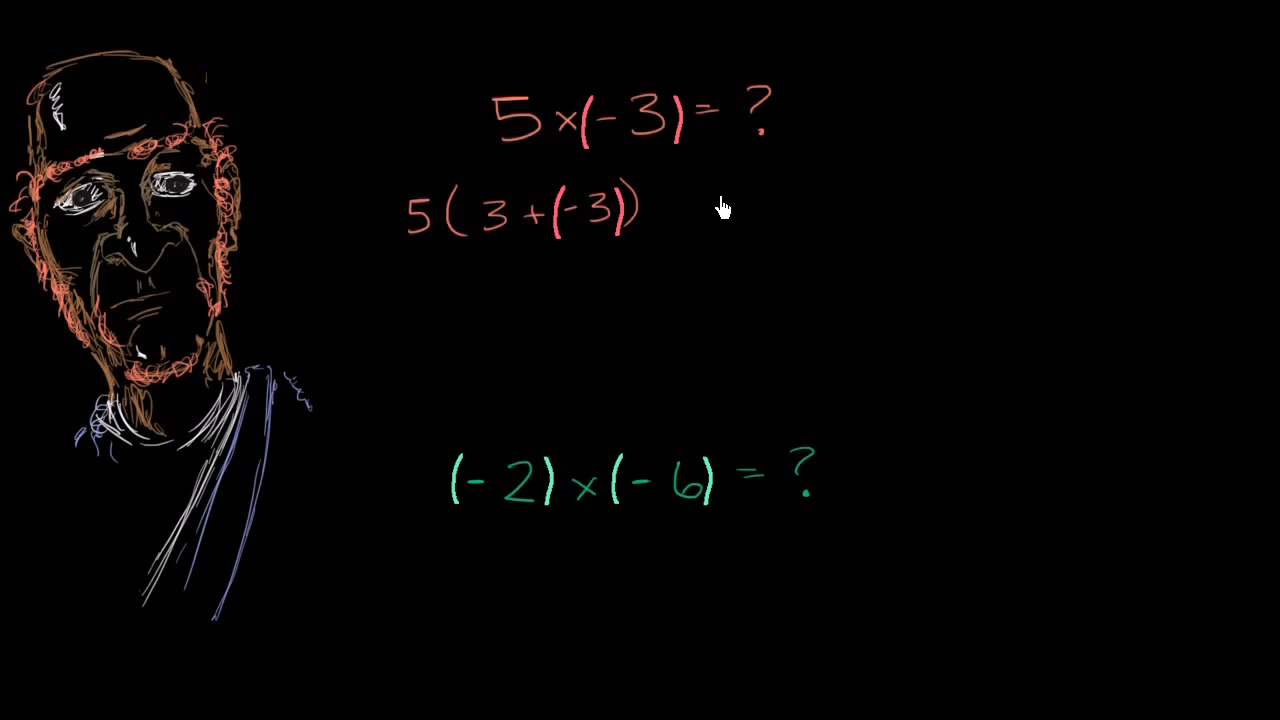 5 × (-3) = ?
5 ( 3 + (-3))
(-2) × (-6) = ?